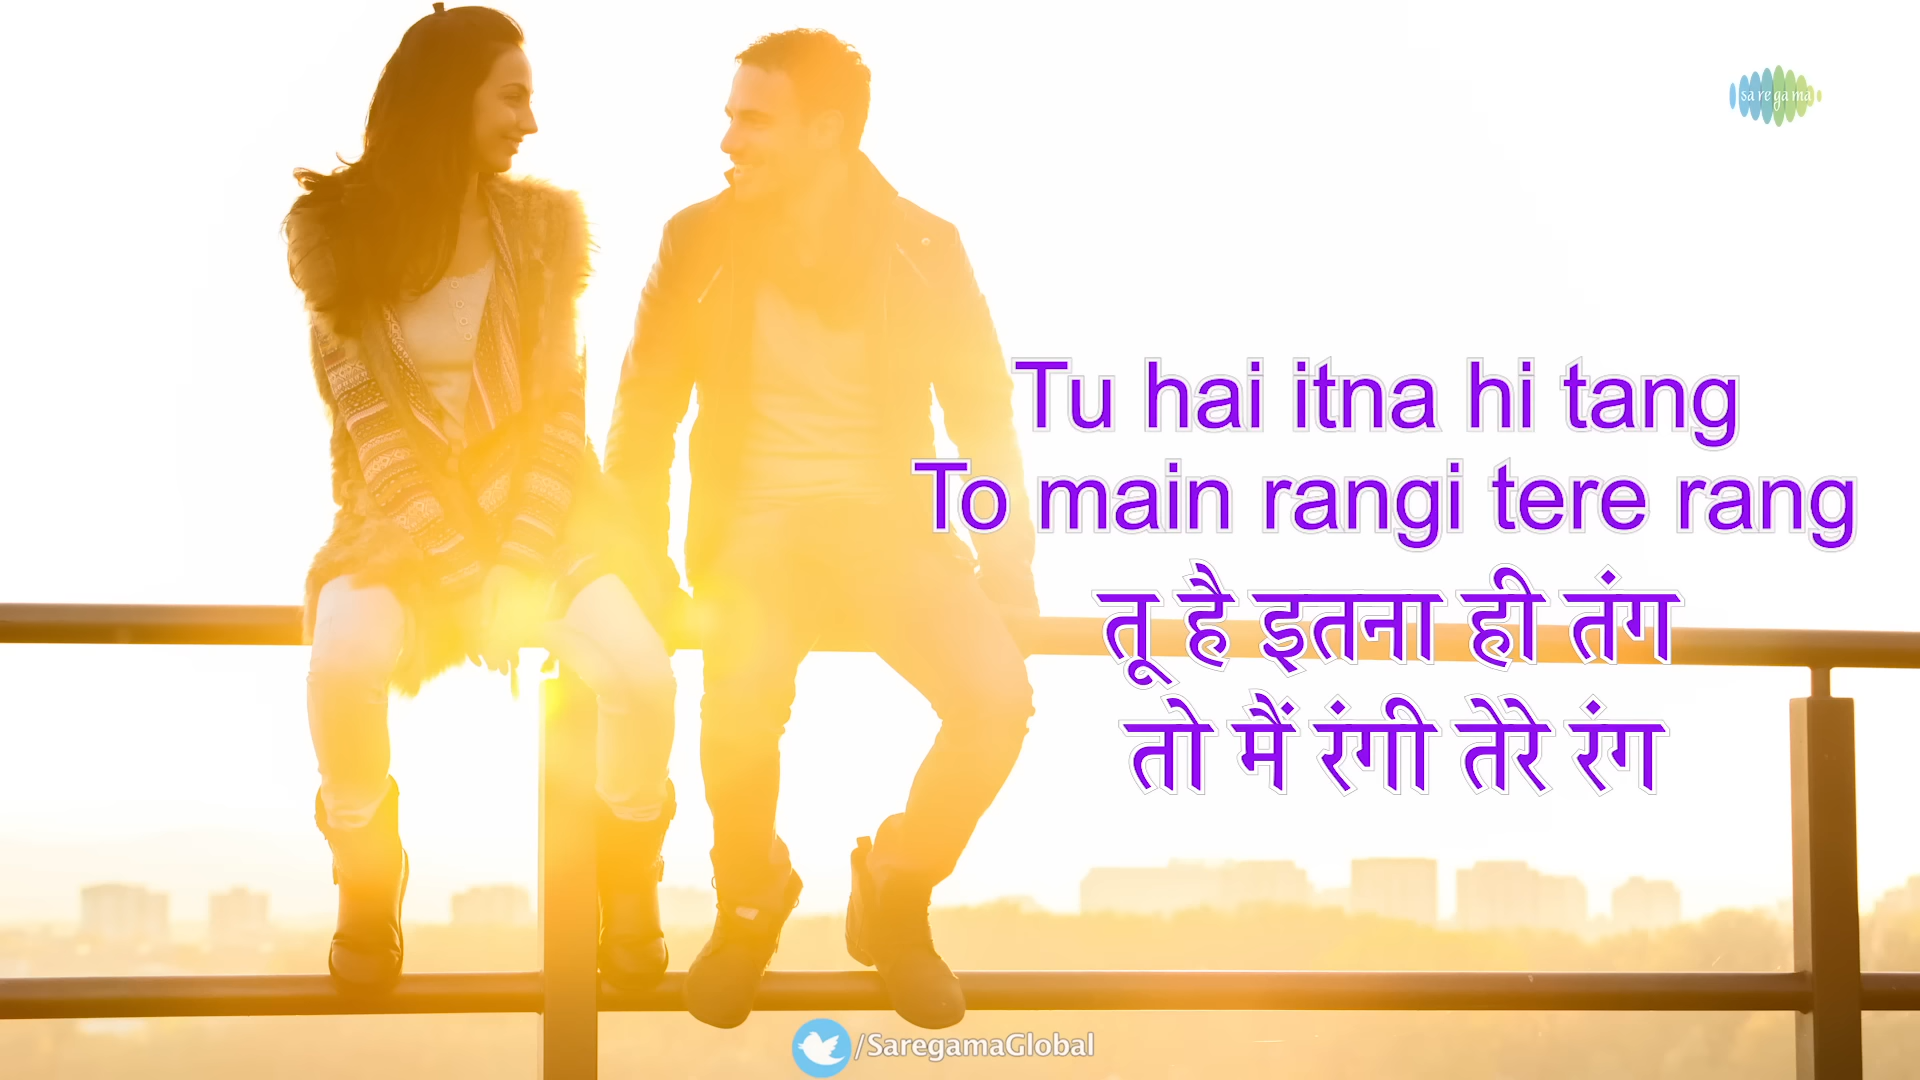 sa re ga ma
Tu hai itna hi tang
To main rangi tere rang
तू है इतना ही तंग
तो मैं रंगी तेरे रंग
/SaregamaGlobal